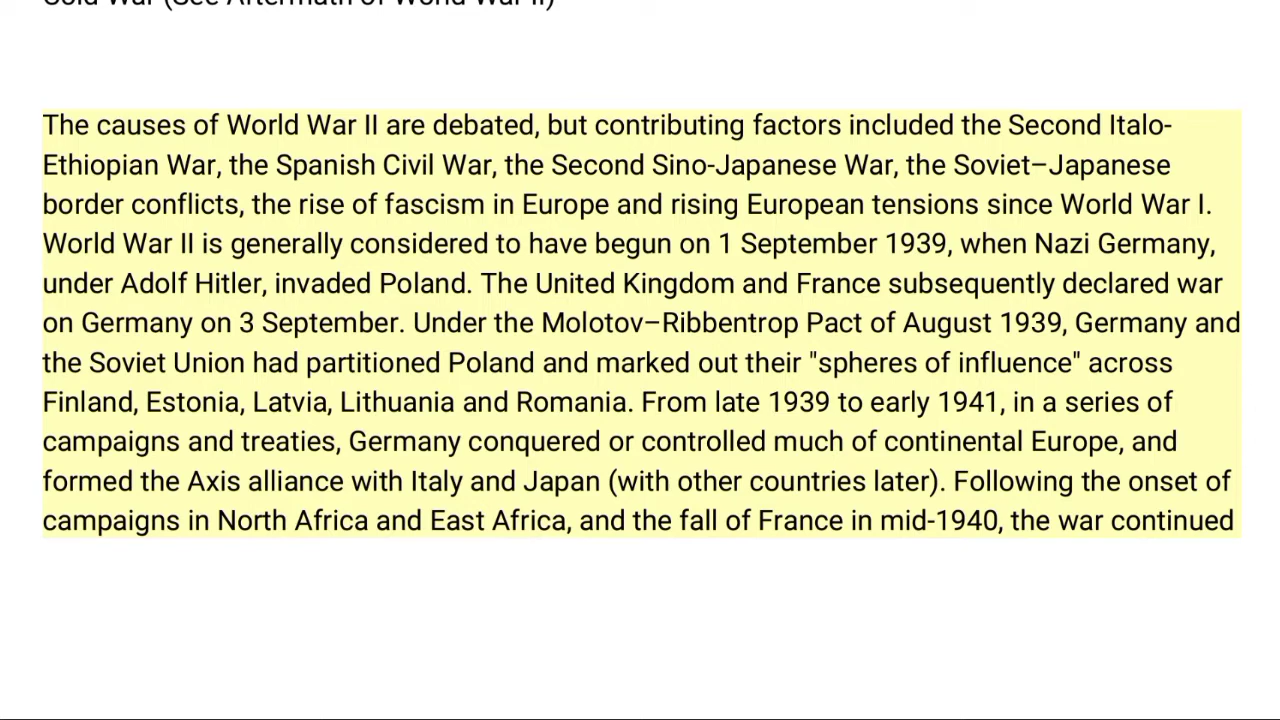 Cold War (See Aftermath of World War II)
The causes of World War II are debated, but contributing factors included the Second Italo-
Ethiopian War, the Spanish Civil War, the Second Sino-Japanese War, the Soviet–Japanese
border conflicts, the rise of fascism in Europe and rising European tensions since World War I.
World War II is generally considered to have begun on 1 September 1939, when Nazi Germany,
under Adolf Hitler, invaded Poland. The United Kingdom and France subsequently declared war
on Germany on 3 September. Under the Molotov–Ribbentrop Pact of August 1939, Germany and
the Soviet Union had partitioned Poland and marked out their "spheres of influence" across
Finland, Estonia, Latvia, Lithuania and Romania. From late 1939 to early 1941, in a series of
campaigns and treaties, Germany conquered or controlled much of continental Europe, and
formed the Axis alliance with Italy and Japan (with other countries later). Following the onset of
campaigns in North Africa and East Africa, and the fall of France in mid-1940, the war continued